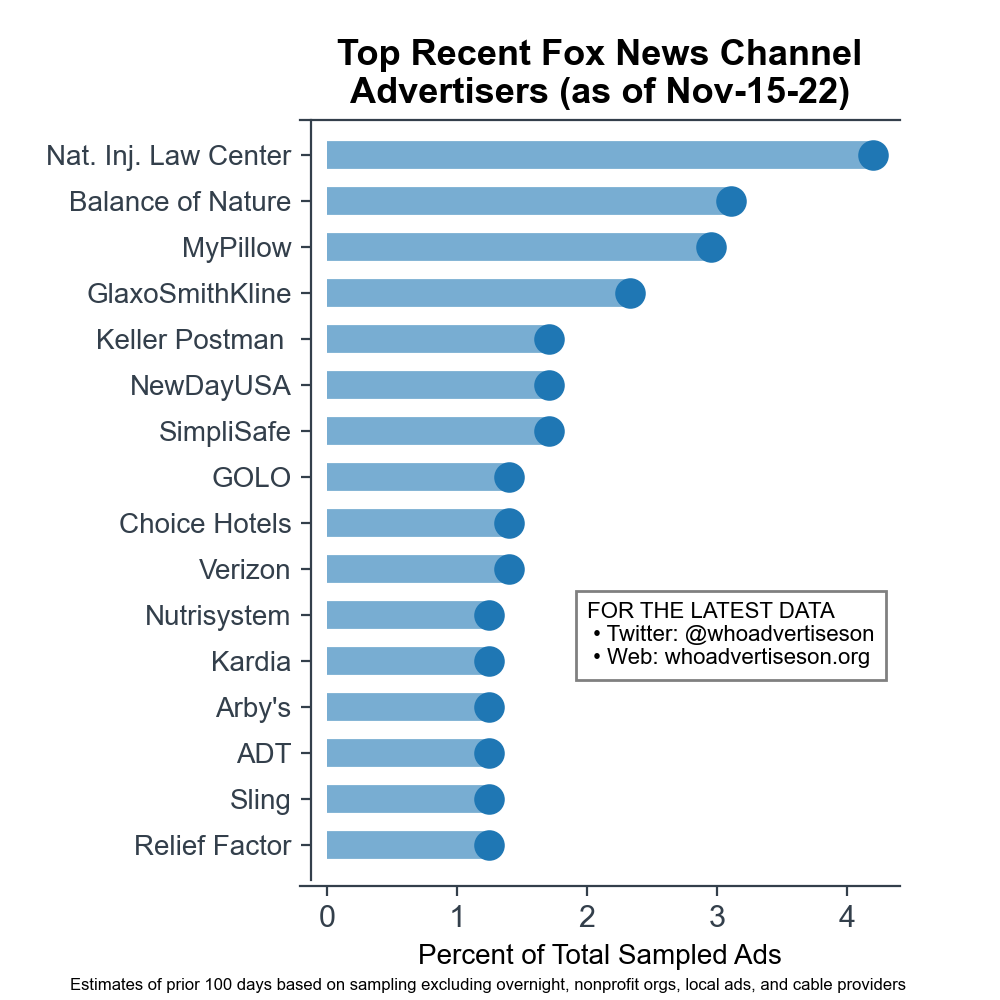 Top Recent Fox News Channel
Advertisers (as of Nov-15-22)
Nat. Inj. Law Center
Balance of Nature
MyPillow
GlaxoSmithKline
Keller Postman
NewDayUSA
SimpliSafe
GOLO
Choice Hotels
Verizon
Nutrisystem
Kardia
Arby's
ADT
Sling
Relief Factor
FOR THE LATEST DATA
• Twitter: @whoadvertiseson
• Web: whoadvertiseson.org
0 1 2 3 4
Percent of Total Sampled Ads
Estimates of prior 100 days based on sampling excluding overnight, nonprofit orgs, local ads, and cable providers